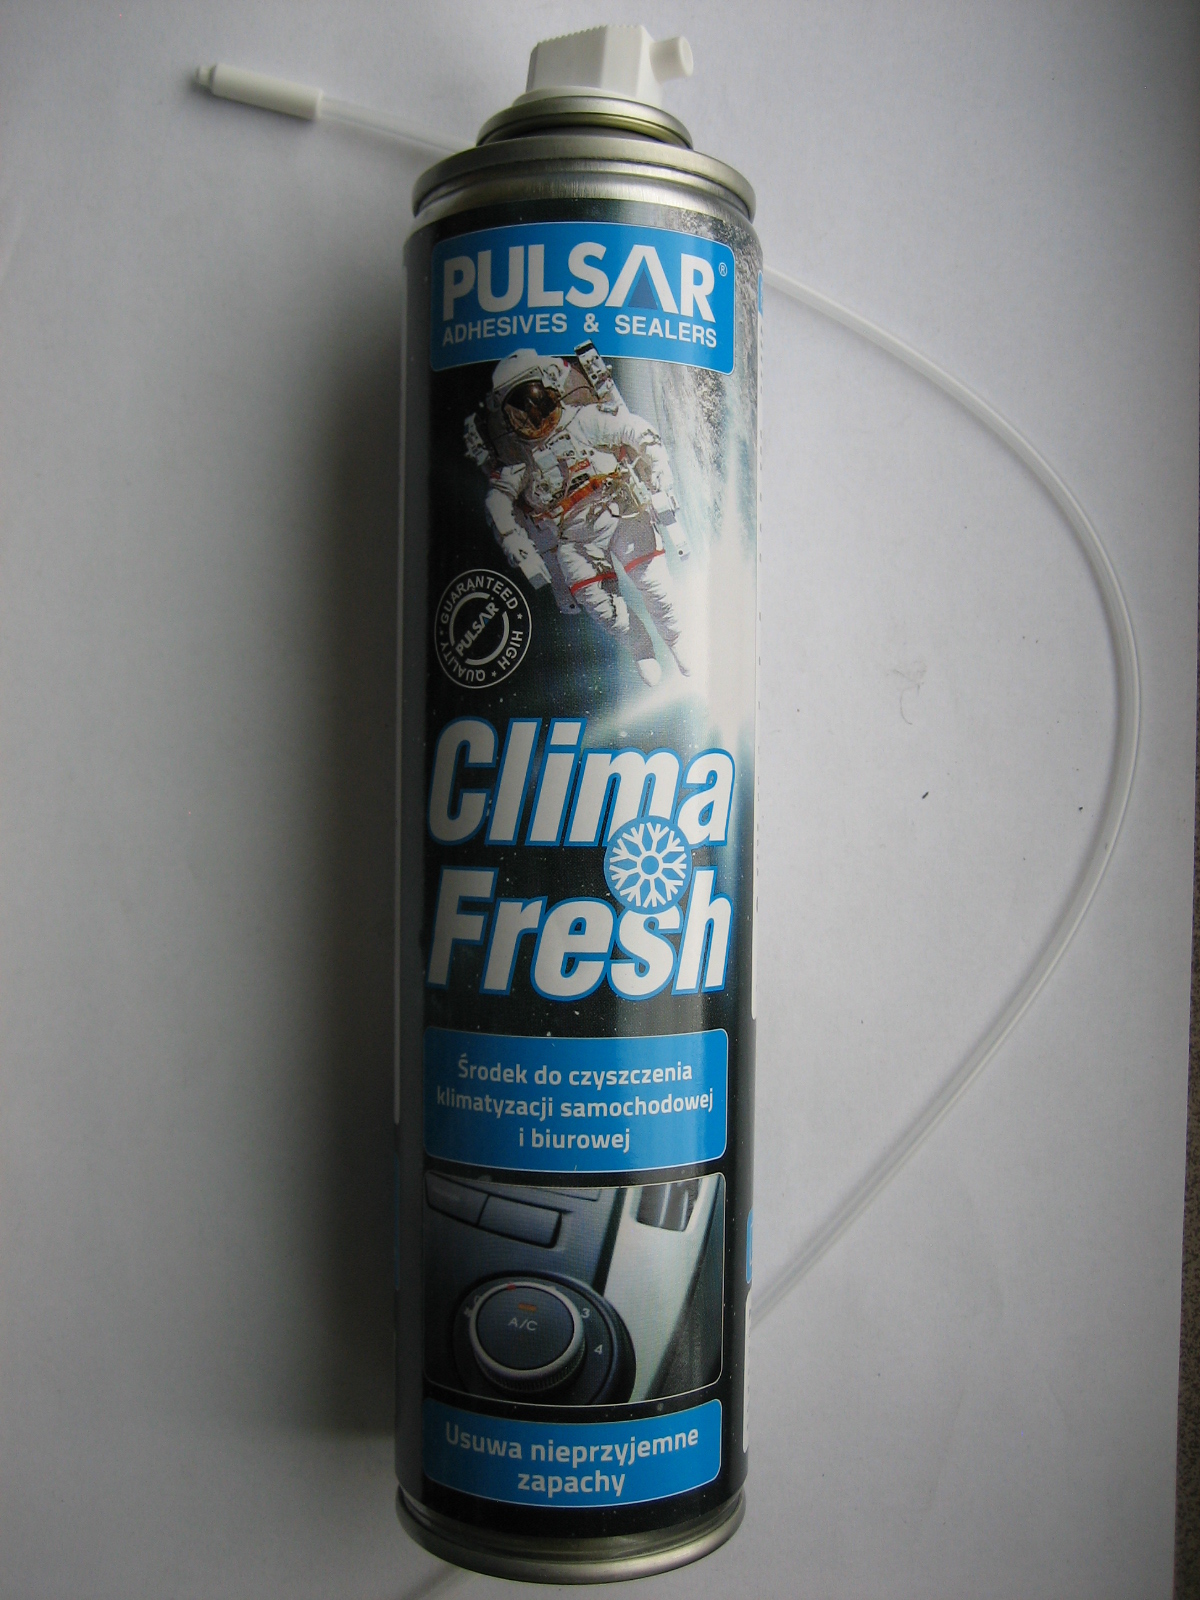 PULSAR®
ADHESIVES & SEALERS
GUARANTEED * HIGH * QUALITY *
PULSAR
Clima
Fresh
Środek do czyszczenia
klimatyzacji samochodowej
i biurowej
A/C
3
4
Usuwa nieprzyjemne
zapachy